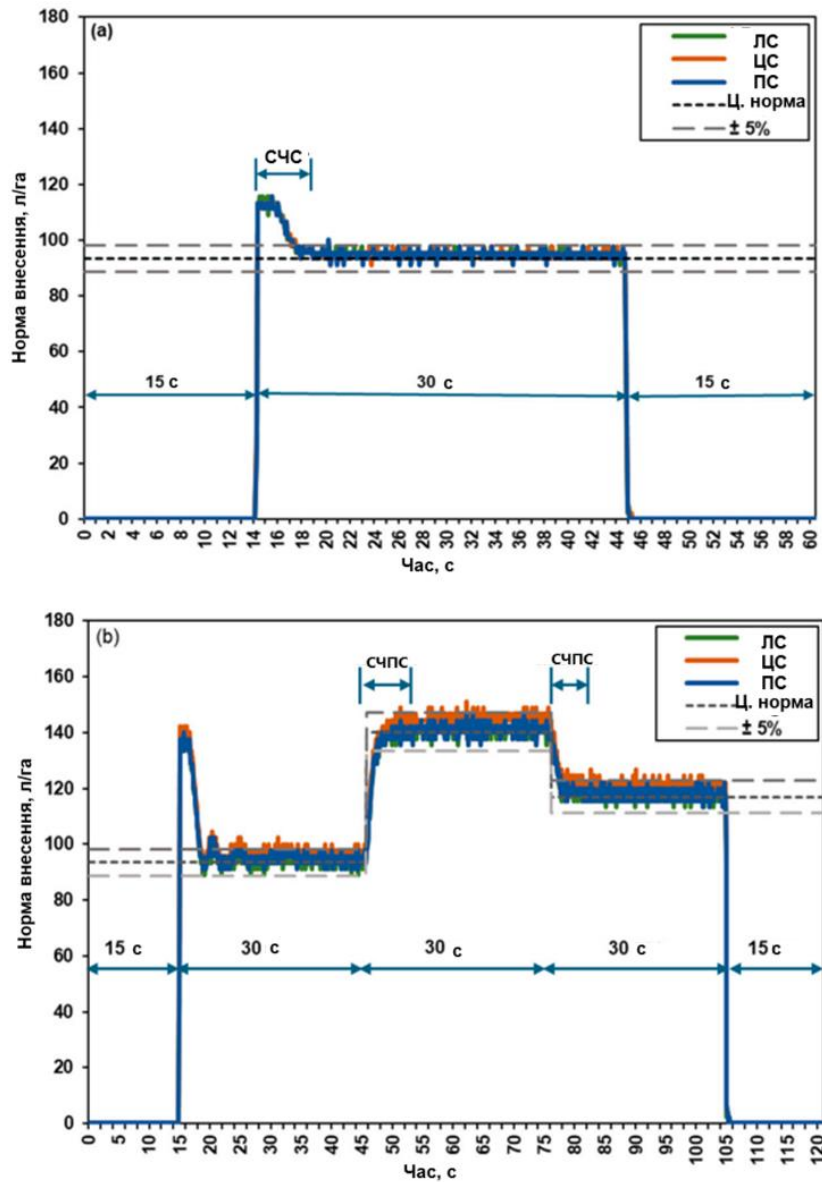 (a)
ЛС
ЦС
ПС
Ц. норма
± 5%
Норма внесення, л/га
180
160
140
120
100
80
60
40
20
0
СЧС
15 с
30 с
15 с
0 2 4 6 8 10 12 14 16 18 20 22 24 26 28 30 32 34 36 38 40 42 44 46 48 50 52 54 56 58 60
Час, с
(b)
ЛС
ЦС
ПС
Ц. норма
± 5%
Норма внесення, л/га
180
160
140
120
100
80
60
40
20
0
СЧПС
СЧПС
15 с
30 с
30 с
30 с
15 с
0 5 10 15 20 25 30 35 40 45 50 55 60 65 70 75 80 85 90 95 100 105 110 115 120
Час, с